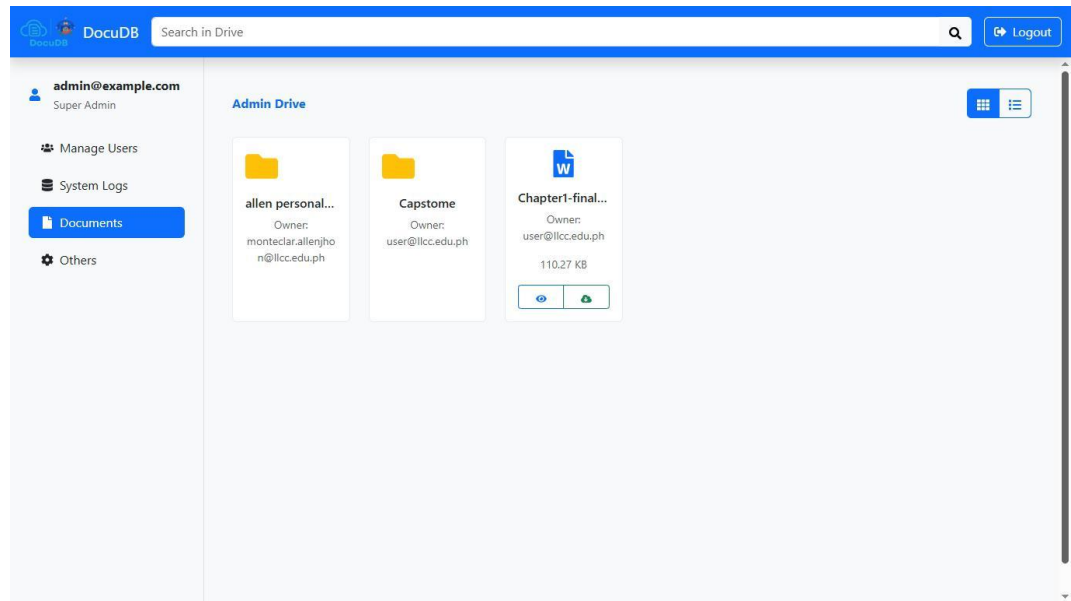 DocuDB
DocuDB
Search in Drive
Logout
admin@example.com
Super Admin
Manage Users
System Logs
Documents
Others
Admin Drive
allen personal...
Owner:
monteclar.allenjho
n@llcc.edu.ph
Capstome
Owner:
user@llcc.edu.ph
W
Chapter1-final...
Owner:
user@llcc.edu.ph
110.27 KB